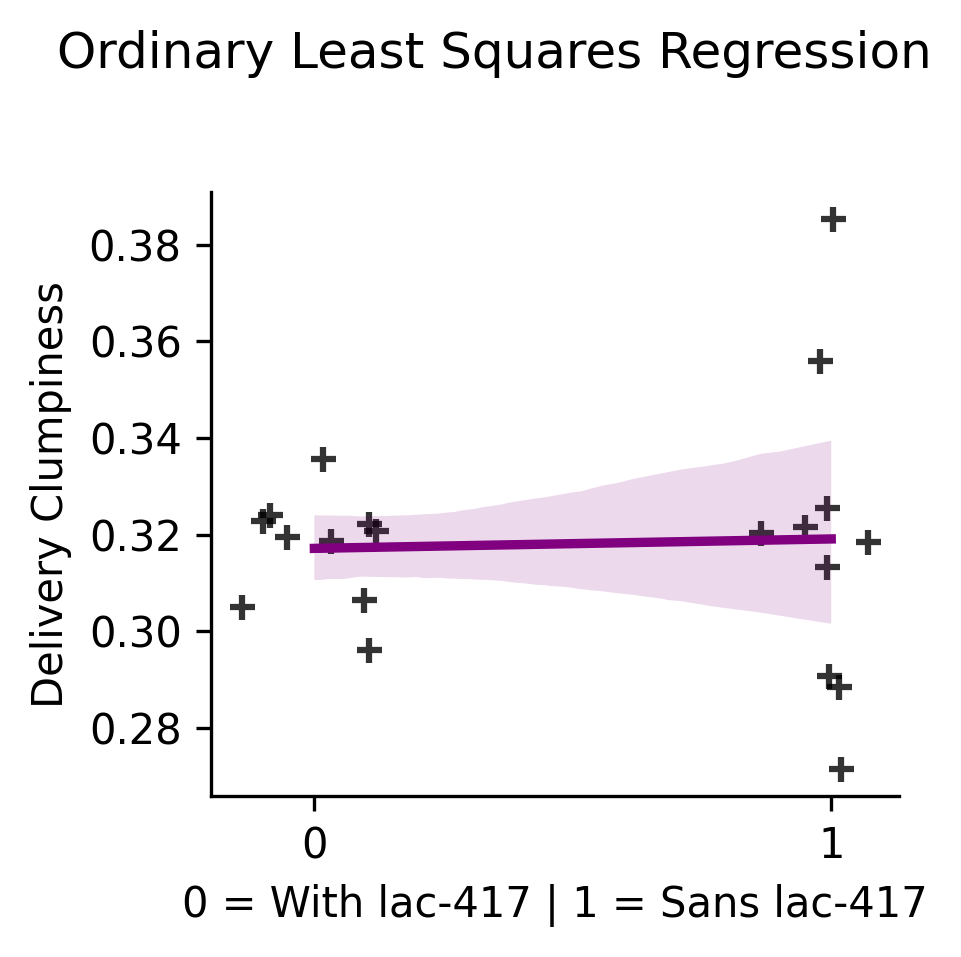 Ordinary Least Squares Regression
Delivery Clumpiness
0.38
0.36
0.34
0.32
0.30
0.28
0
1
0 = With lac-417 | 1 = Sans lac-417